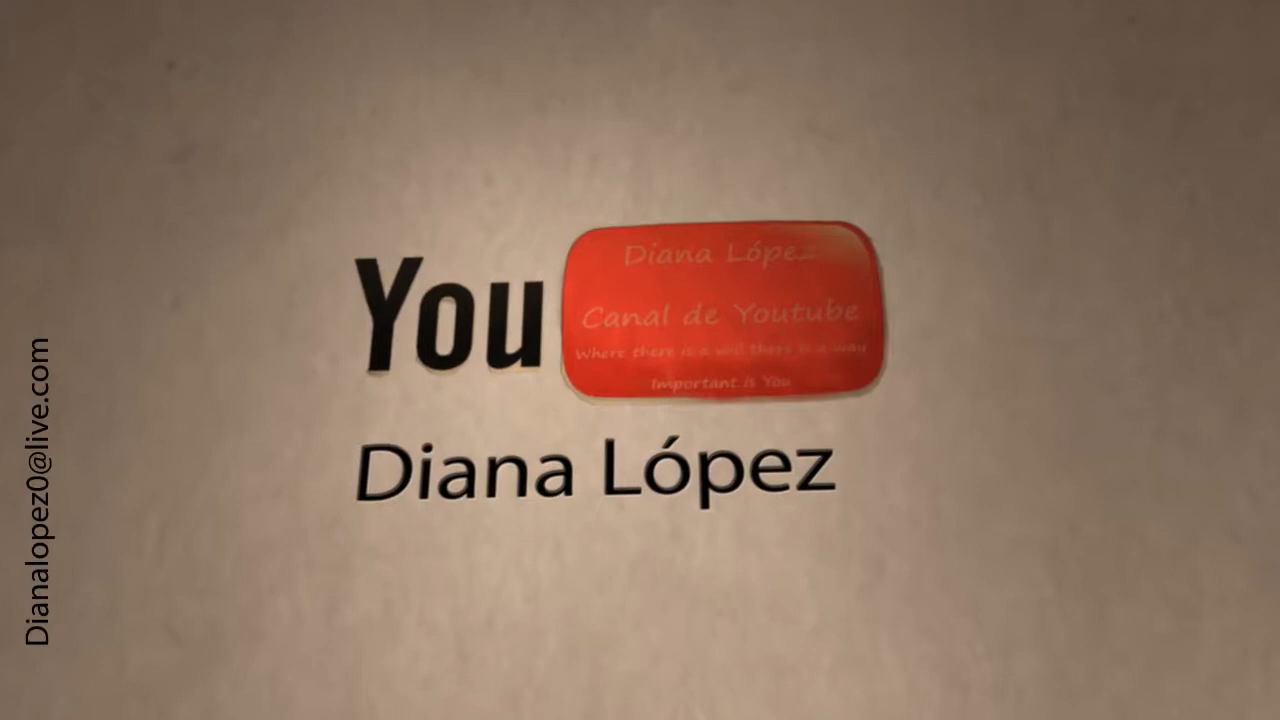 You
Diana López
Canal de Youtube
Where there is a will there is a way
Important is You
Diana López
Dianalopez0@live.com